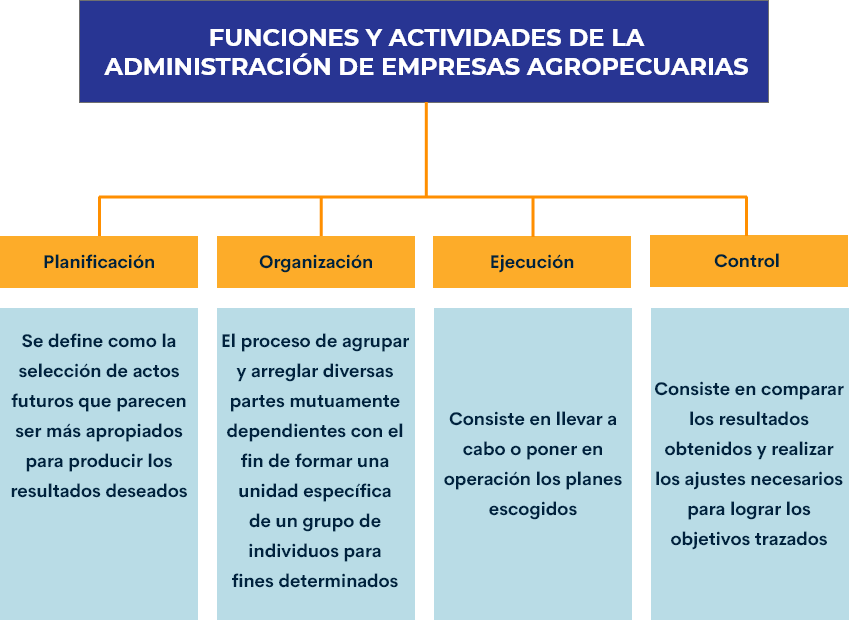 FUNCIONES Y ACTIVIDADES DE LA
ADMINISTRACIÓN DE EMPRESAS AGROPECUARIAS
Planificación
Se define como la
selección de actos
futuros que parecen
ser más apropiados
para producir los
resultados deseados
Organización
El proceso de agrupar
y arreglar diversas
partes mutuamente
dependientes con el
fin de formar una
unidad específica
de un grupo de
individuos para
fines determinados
Ejecución
Consiste en llevar a
cabo o poner en
operación los planes
escogidos
Control
Consiste en comparar
los resultados
obtenidos y realizar
los ajustes necesarios
para lograr los
objetivos trazados